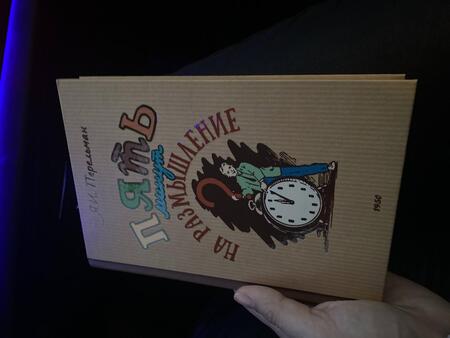 Я.И. Перельман
ПЯТЬ
минут
НА РАЗМЫШЛЕНИЕ
1950